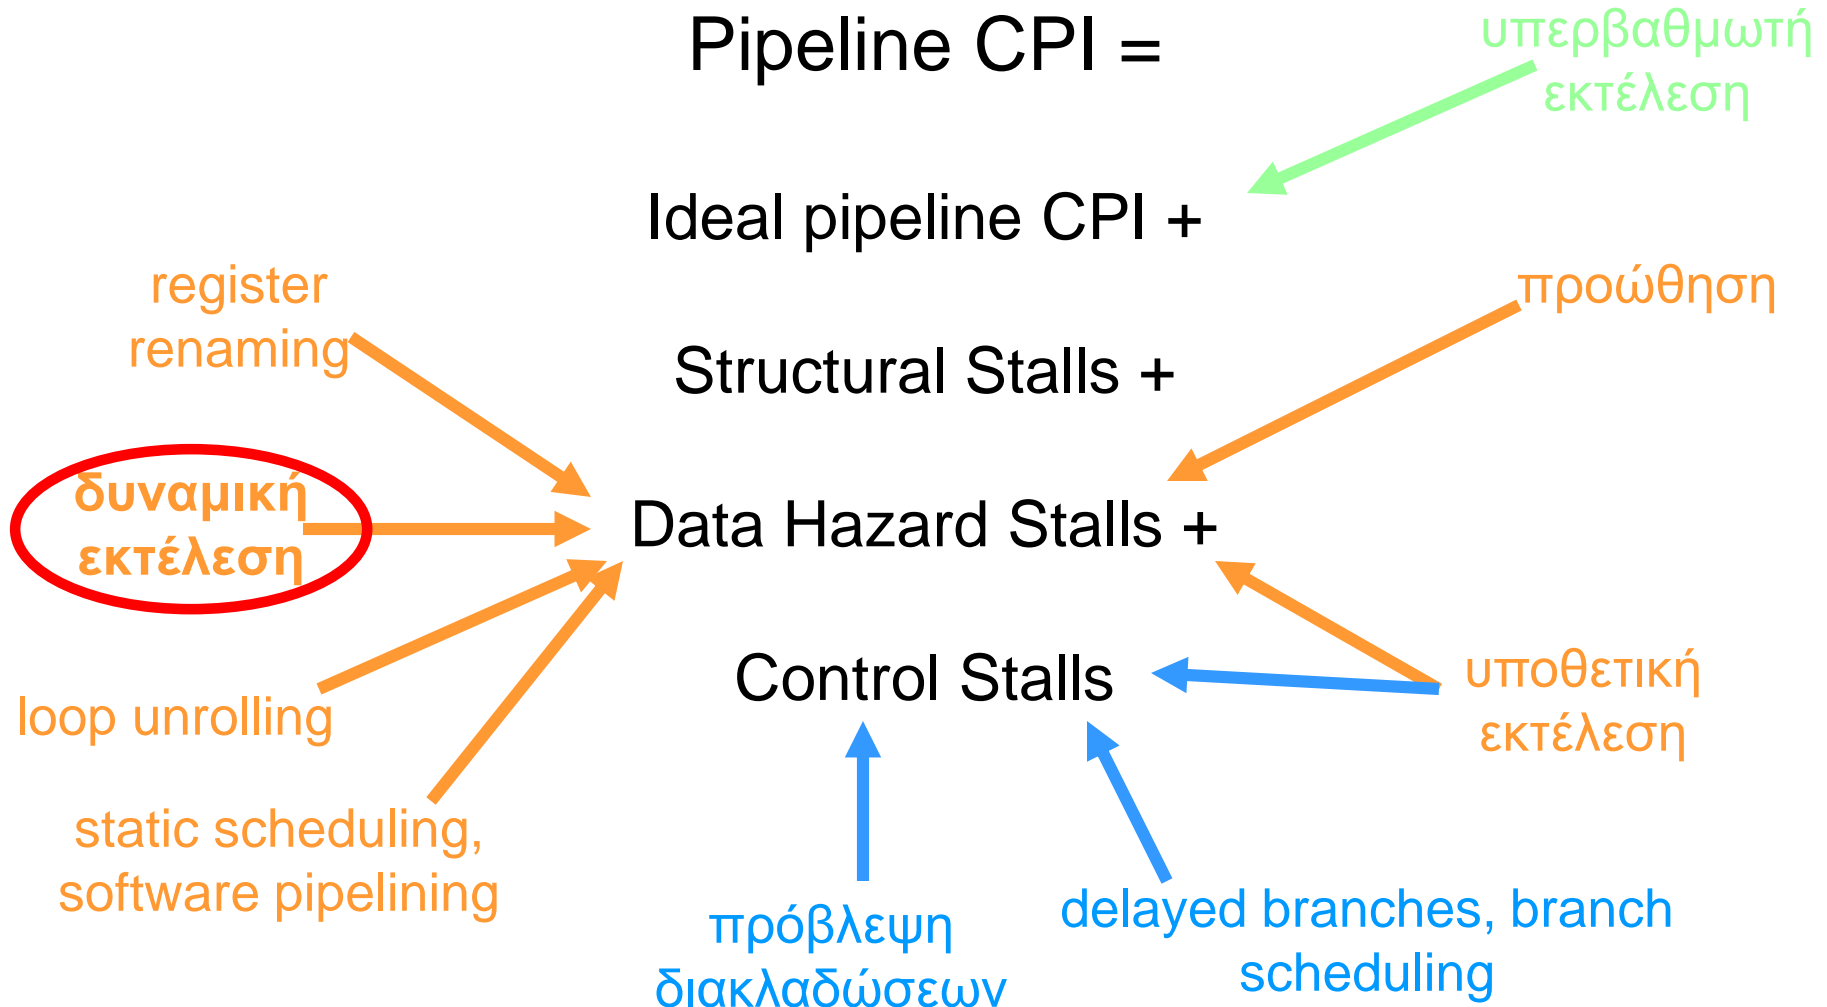 Pipeline CPI =
υπερβαθμωτή
εκτέλεση
Ideal pipeline CPI +
register
renaming
προώθηση
Structural Stalls +
δυναμική
εκτέλεση
Data Hazard Stalls +
Control Stalls
υποθετική
εκτέλεση
loop unrolling
static scheduling,
software pipelining
πρόβλεψη
διακλαδώσεων
delayed branches, branch
scheduling